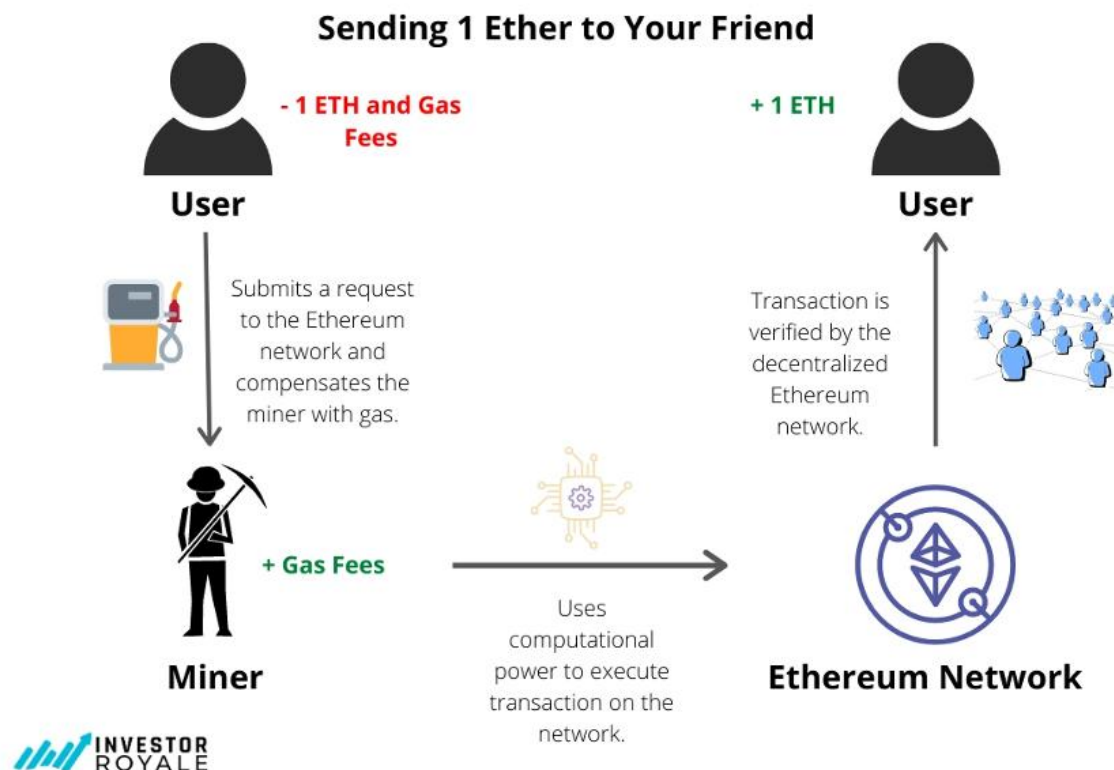 Sending 1 Ether to Your Friend
- 1 ETH and Gas
Fees
+ 1 ETH
User
User
Submits a request
to the Ethereum
network and
compensates the
miner with gas.
Transaction is
verified by the
decentralized
Ethereum
network.
+ Gas Fees
Uses
computational
power to execute
transaction on the
network.
Miner
Ethereum Network
INVESTOR
ROYALE